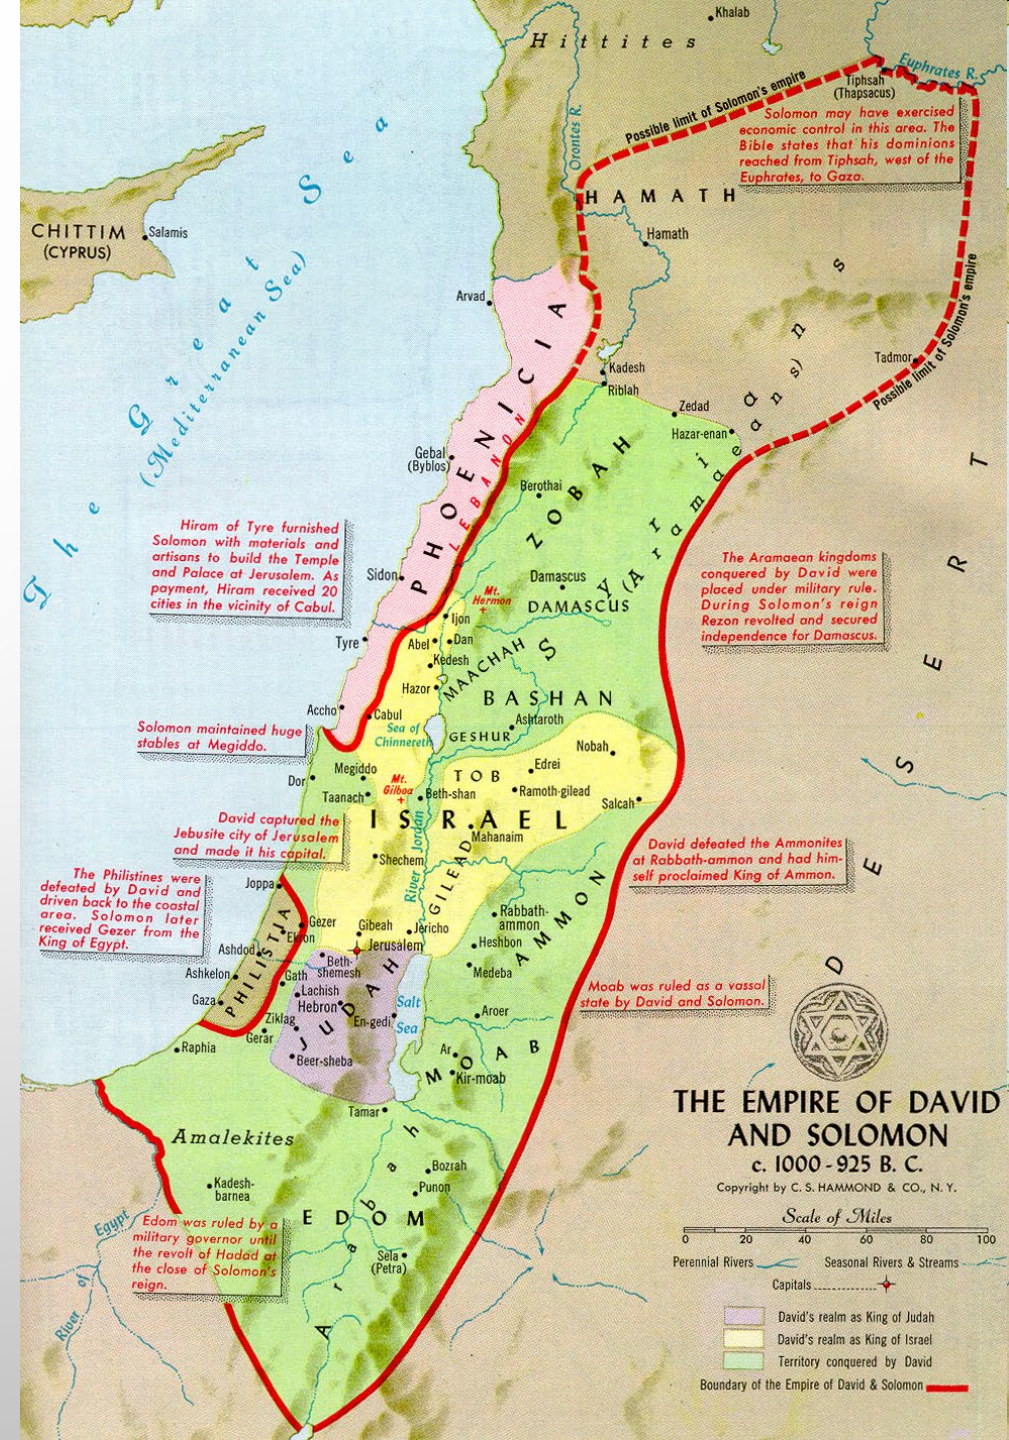 Khalab
Hittites
Euphrates R.
Tiphsah
(Thapsacus)
Possible limit of Solomon's empire
Solomon may have exercised
economic control in this area. The
Bible states that his dominions
reached from Tiphsah, west of the
Euphrates, to Gaza.
Orontes R.
HAMATH
Hamath
CHITTIM
(CYPRUS)
Salamis
The Great Sea
(Mediterranean Sea)
Arvad
PHOENICIA
LEBANON
Kadesh
Riblah
Tadmor
Possible limit of Solomon's empire
Zedad
Hazar-enan
Syrians
(Aramaeans)
DESERT
Gebal
(Byblos)
Berothai
ZOBAH
Hiram of Tyre furnished
Solomon with materials and
artisans to build the Temple
and Palace at Jerusalem. As
payment, Hiram received 20
cities in the vicinity of Cabul.
Sidon
Damascus
DAMASCUS
Mt.
Hermon
The Aramaean kingdoms
conquered by David were
placed under military rule.
During Solomon's reign
Rezon revolted and secured
independence for Damascus.
Tyre
Ijon
Abel
Dan
Kedesh
MAACHAH
Hazor
BASHAN
Accho
Cabul
Sea of
Chinnereth
Ashtaroth
GESHUR
Solomon maintained huge
stables at Megiddo.
Nobah
Edrei
TOB
Dor
Megiddo
Mt.
Gilboa
Taanach
Beth-shan
Ramoth-gilead
Salcah
ISRAEL
David captured the
Jebusite city of Jerusalem
and made it his capital.
Mahanaim
River Jordan
GILEAD
Shechem
David defeated the Ammonites
at Rabbath-ammon and had him-
self proclaimed King of Ammon.
The Philistines were
defeated by David and
driven back to the coastal
area. Solomon later
received Gezer from the
King of Egypt.
Joppa
AMMON
Rabbath-
ammon
Gezer
Gibeah
Jericho
Ekron
PHILISTIA
Ashdod
Jerusalem
Heshbon
Beth-
shemesh
Medeba
Ashkelon
Gath
Lachish
JUDAH
Salt
Sea
Moab was ruled as a vassal
state by David and Solomon.
Gaza
Hebron
Ziklag
En-gedi
Aroer
Gerar
Raphia
Beer-sheba
Ar
MOAB
Kir-moab
Tamar
THE EMPIRE OF DAVID
AND SOLOMON
c. 1000-925 B. C.
Copyright by C. S. HAMMOND & CO., N. Y.
Amalekites
Arabah
Bozrah
Kadesh-
barnea
Punon
River of Egypt
EDOM
Edom was ruled by a
military governor until
the revolt of Hadad at
the close of Solomon's
reign.
Sela
(Petra)
Scale of Miles
0 20 40 60 80 100
Perennial Rivers
Seasonal Rivers & Streams
Capitals
David's realm as King of Judah
David's realm as King of Israel
Territory conquered by David
Boundary of the Empire of David & Solomon